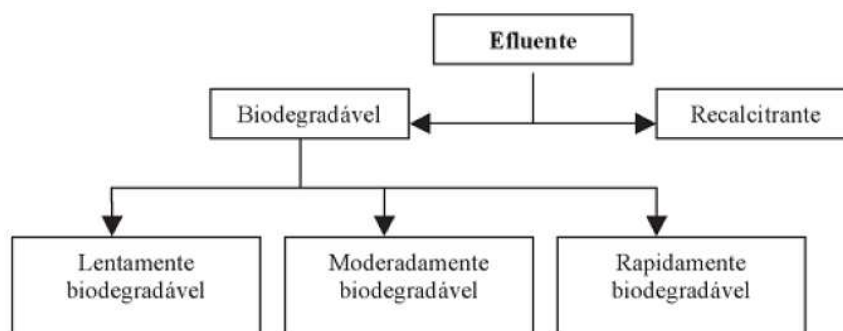 Efluente
Biodegradável
Recalcitrante
Lentamente
biodegradável
Moderadamente
biodegradável
Rapidamente
biodegradável